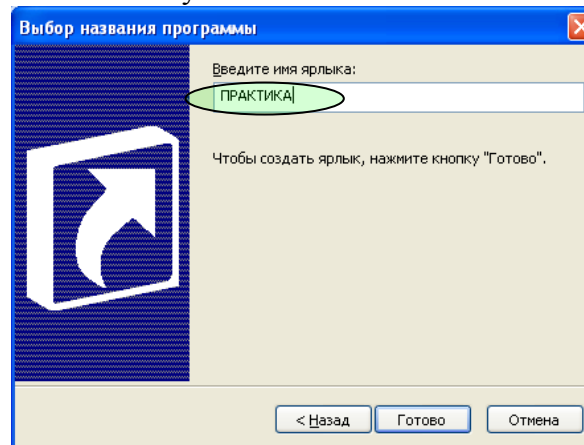 Выбор названия программы
Введите имя ярлыка:
ПРАКТИКА
Чтобы создать ярлык, нажмите кнопку "Готово".
< Назад
Готово
Отмена